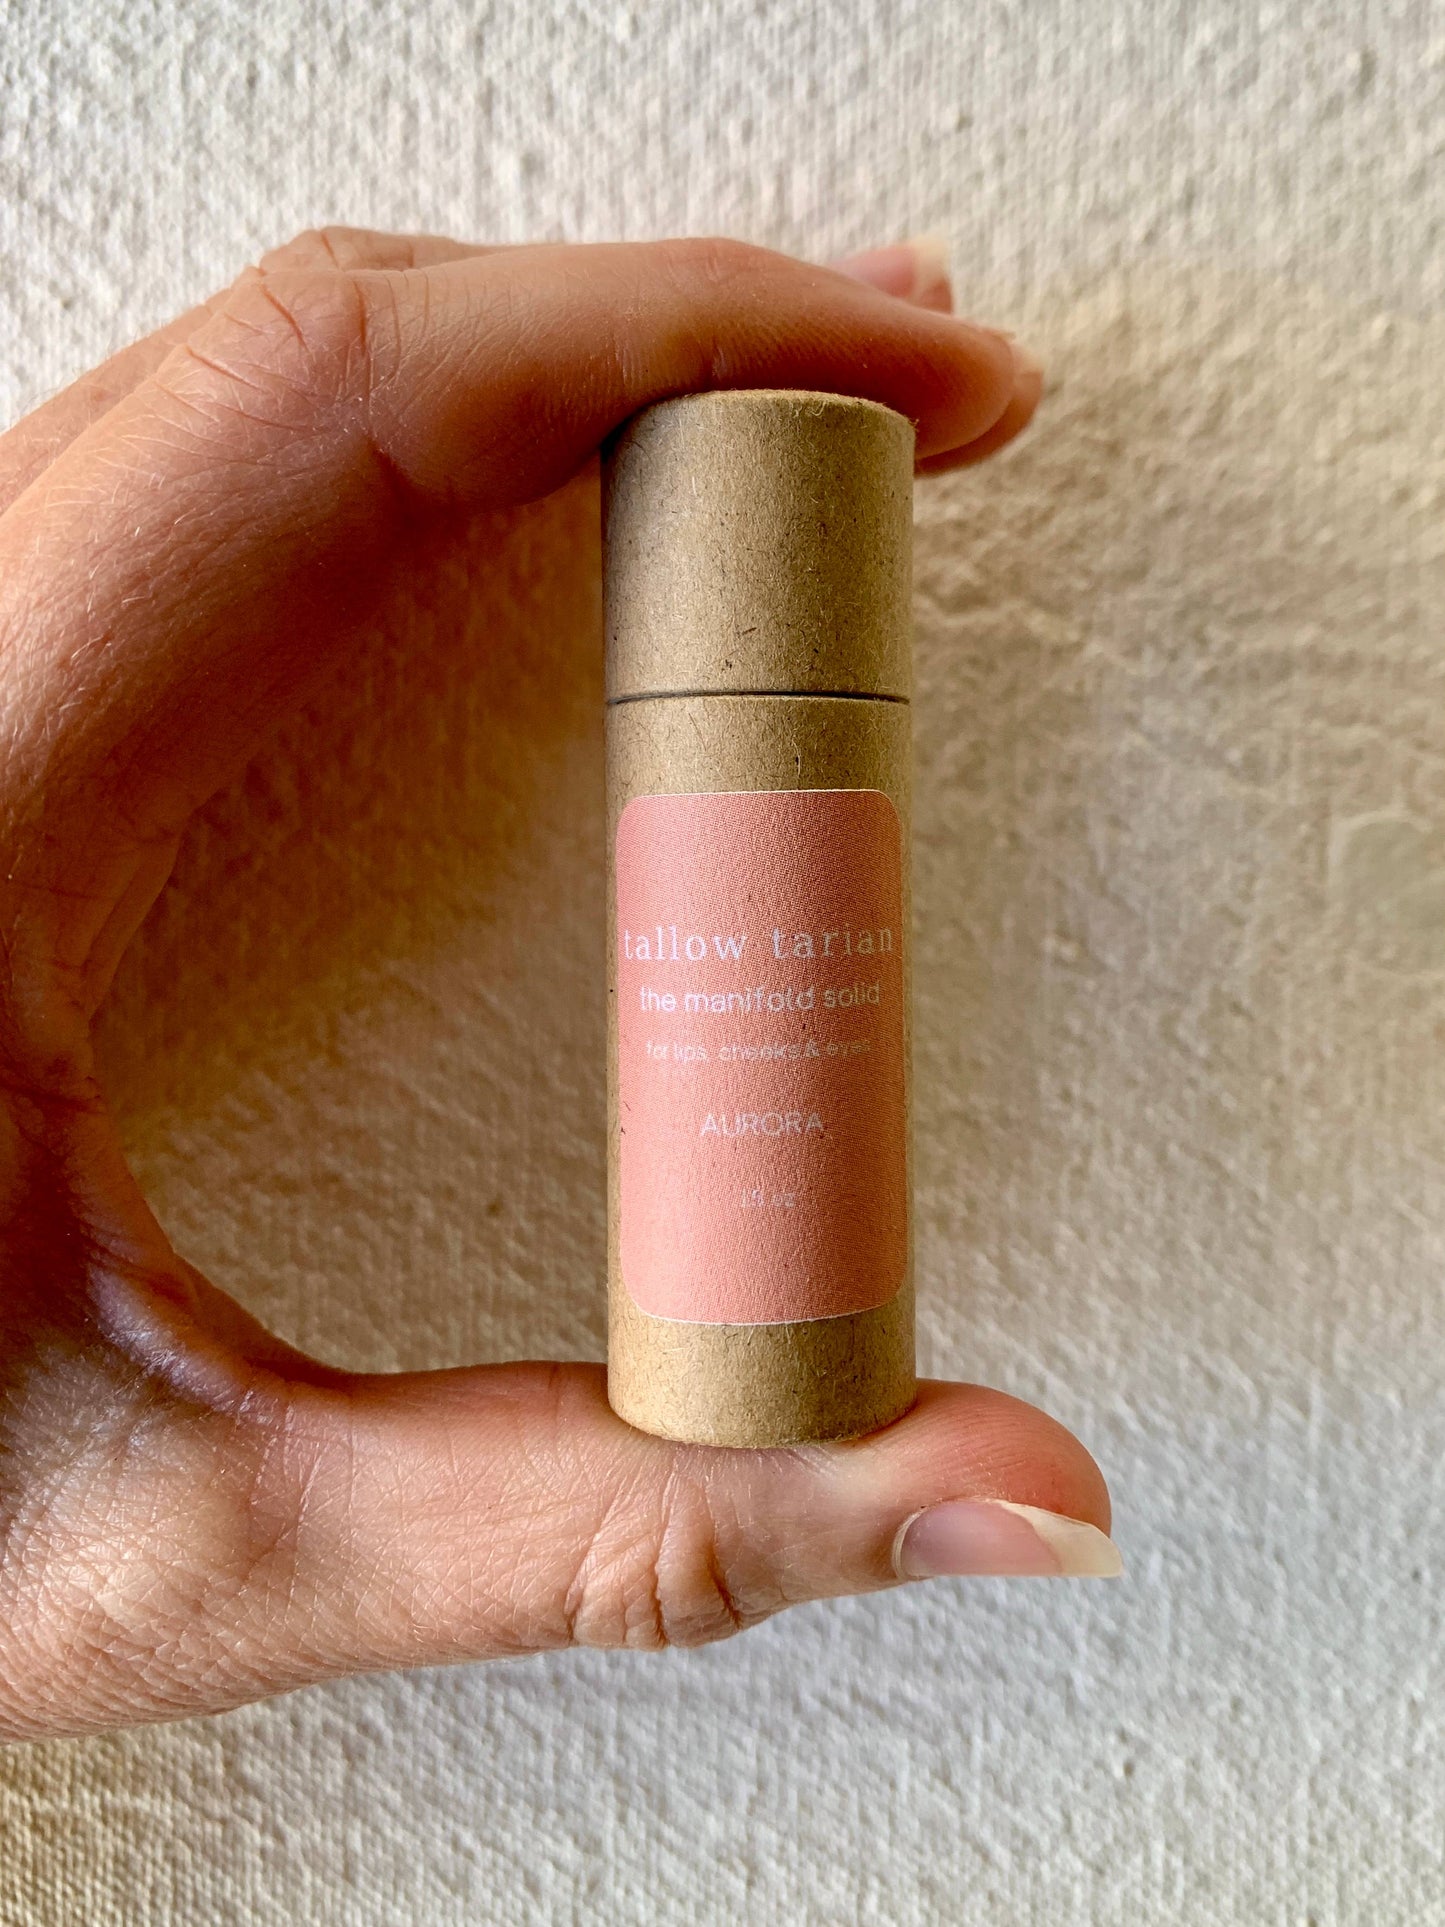 tallow tarian
the manifold solid
for lips, cheeks & eyes
AURORA